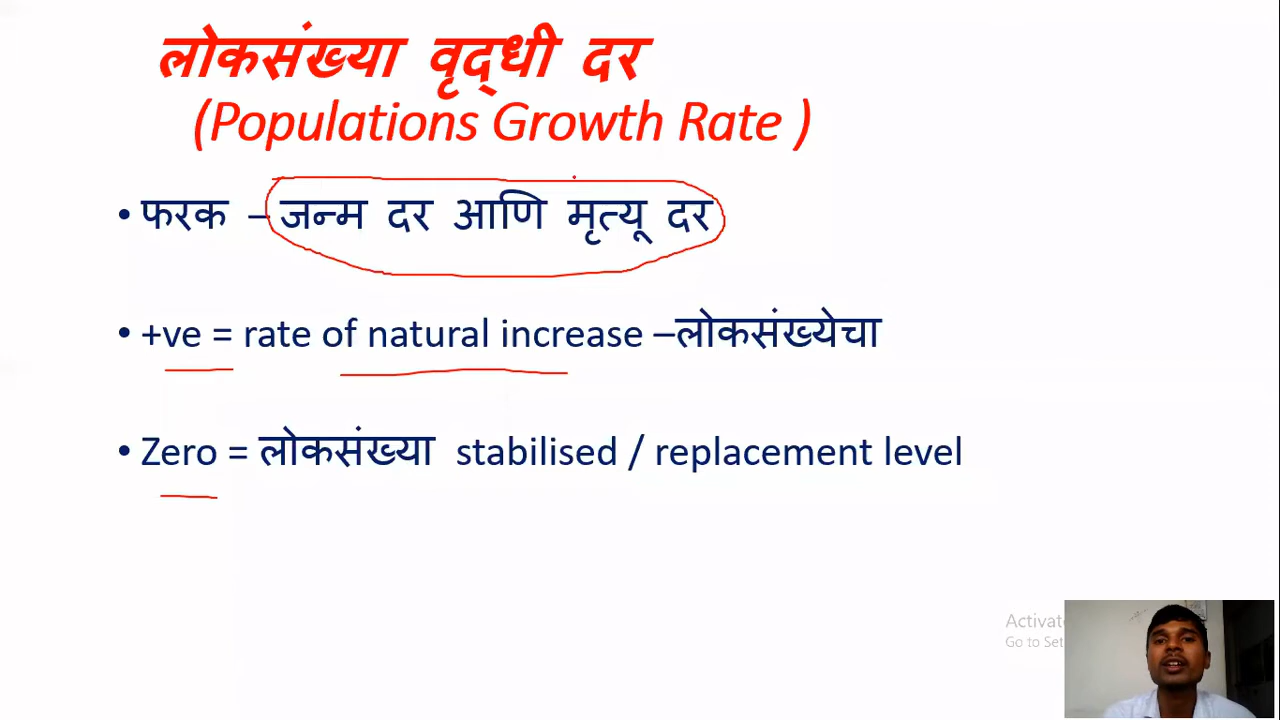 लोकसंख्या वृद्‌धी दर
(Populations Growth Rate )
• फरक – जन्म दर आणि मृत्यू दर
• +ve = rate of natural increase –लोकसंख्येचा
• Zero = लोकसंख्या stabilised / replacement level
Activate
Go to Set